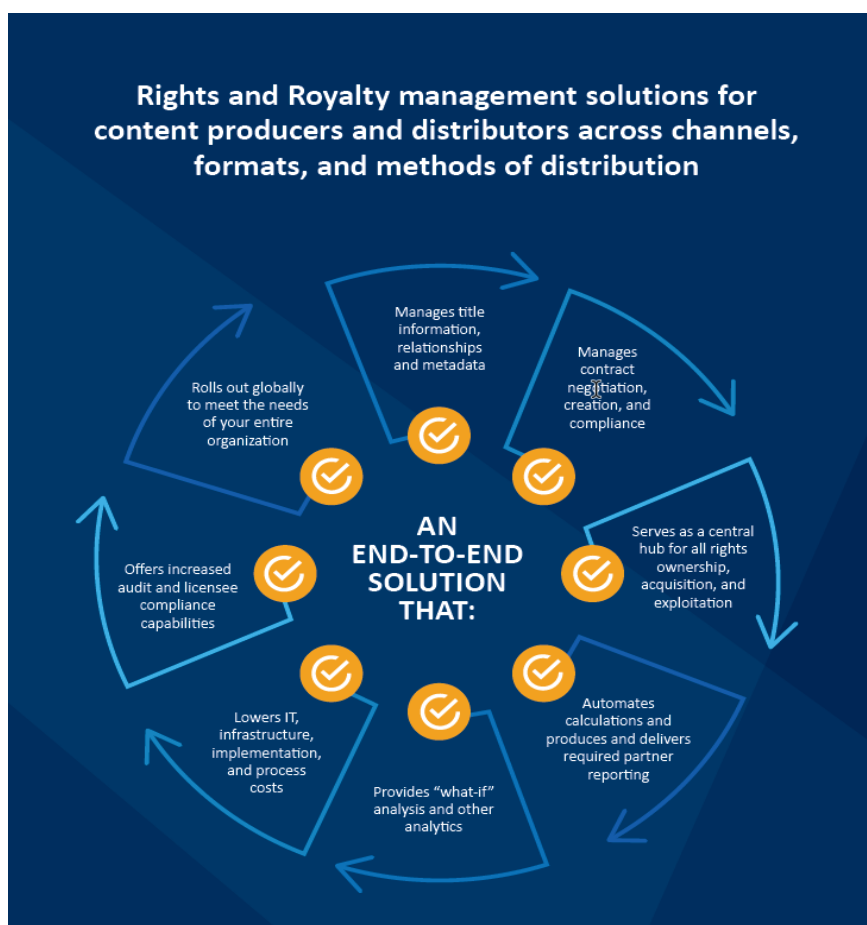 Rights and Royalty management solutions for
content producers and distributors across channels,
formats, and methods of distribution
Manages title
information,
relationships
and metadata
Manages
contract
negitiation,
creation, and
compliance
Serves as a central
hub for all rights
ownership,
acquisition, and
exploitation
Automates
calculations and
produces and delivers
required partner
reporting
Provides “what-if”
analysis and other
analytics
Lowers IT,
infrastructure,
implementation,
and process
costs
Offers increased
audit and licensee
compliance
capabilities
Rolls out globally
to meet the needs
of your entire
organization
AN
END-TO-END
SOLUTION
THAT: